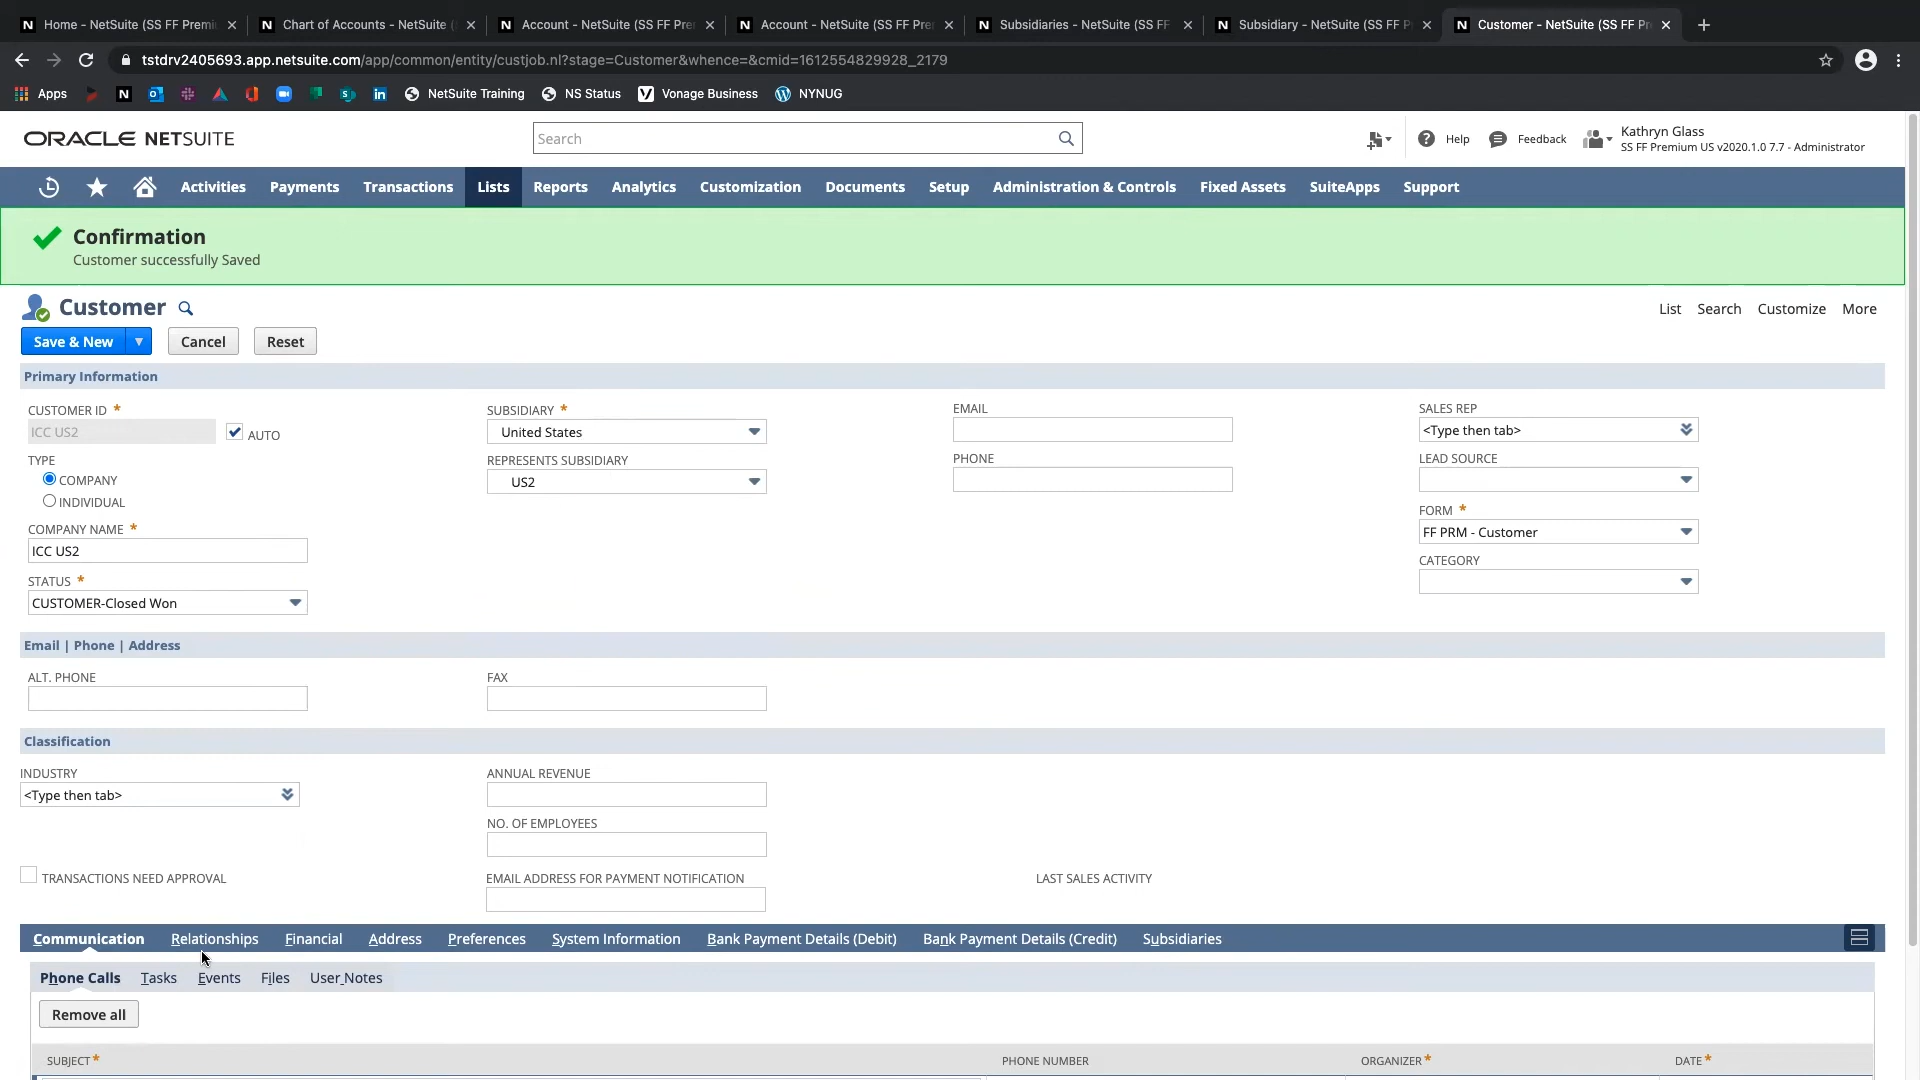 Home - NetSuite (SS FF Premi
Chart of Accounts - NetSuite (
Account - NetSuite (SS FF Pre
Account - NetSuite (SS FF Pre
Subsidiaries - NetSuite (SS FF
Subsidiary - NetSuite (SS FF P
Customer - NetSuite (SS FF Pr
tstdrv2405693.app.netsuite.com/app/common/entity/custjob.nl?stage=Customer&whence=&cmid=1612554829928_2179
Apps
NetSuite Training
NS Status
Vonage Business
NYNUG
ORACLE NETSUITE
Search
Help
Feedback
Kathryn Glass
SS FF Premium US v2020.1.0 7.7 - Administrator
Activities
Payments
Transactions
Lists
Reports
Analytics
Customization
Documents
Setup
Administration & Controls
Fixed Assets
SuiteApps
Support
Confirmation
Customer successfully Saved
Customer
List
Search
Customize
More
Save & New
Cancel
Reset
Primary Information
CUSTOMER ID *
ICC US2
AUTO
TYPE
COMPANY
INDIVIDUAL
COMPANY NAME *
ICC US2
STATUS *
CUSTOMER-Closed Won
SUBSIDIARY *
United States
REPRESENTS SUBSIDIARY
US2
EMAIL
PHONE
SALES REP
<Type then tab>
LEAD SOURCE
FORM *
FF PRM - Customer
CATEGORY
Email | Phone | Address
ALT. PHONE
FAX
Classification
INDUSTRY
<Type then tab>
ANNUAL REVENUE
NO. OF EMPLOYEES
TRANSACTIONS NEED APPROVAL
EMAIL ADDRESS FOR PAYMENT NOTIFICATION
LAST SALES ACTIVITY
Communication
Relationships
Financial
Address
Preferences
System Information
Bank Payment Details (Debit)
Bank Payment Details (Credit)
Subsidiaries
Phone Calls
Tasks
Events
Files
User Notes
Remove all
SUBJECT *
PHONE NUMBER
ORGANIZER *
DATE *